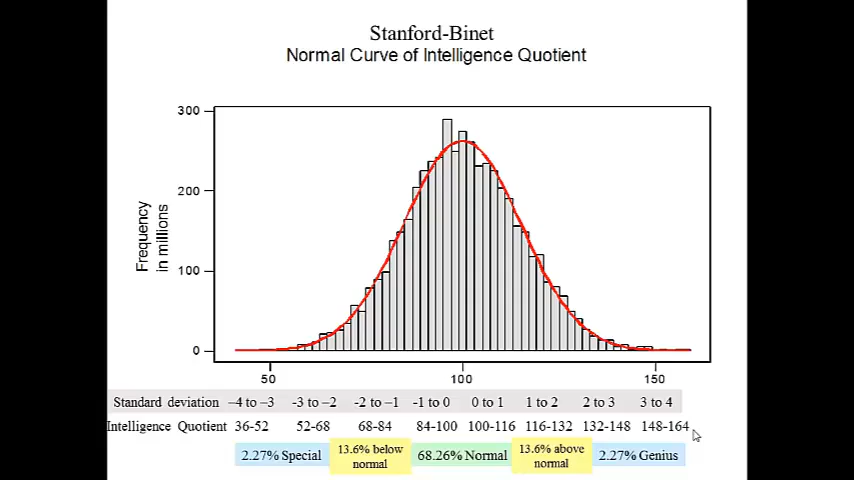 Stanford-Binet
Normal Curve of Intelligence Quotient
300
200
100
0
Frequency
in millions
50 100 150
Standard deviation –4 to –3 -3 to –2 -2 to –1 -1 to 0 0 to 1 1 to 2 2 to 3 3 to 4
Intelligence Quotient 36-52 52-68 68-84 84-100 100-116 116-132 132-148 148-164
2.27% Special 13.6% below normal 68.26% Normal 13.6% above normal 2.27% Genius